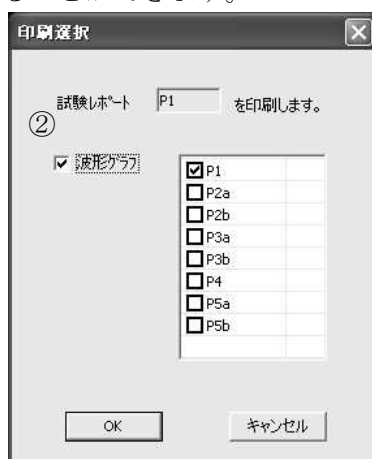 印刷選択
試験レポート P1 を印刷します。
②
波形グラフ
P1
P2a
P2b
P3a
P3b
P4
P5a
P5b
OK キャンセル